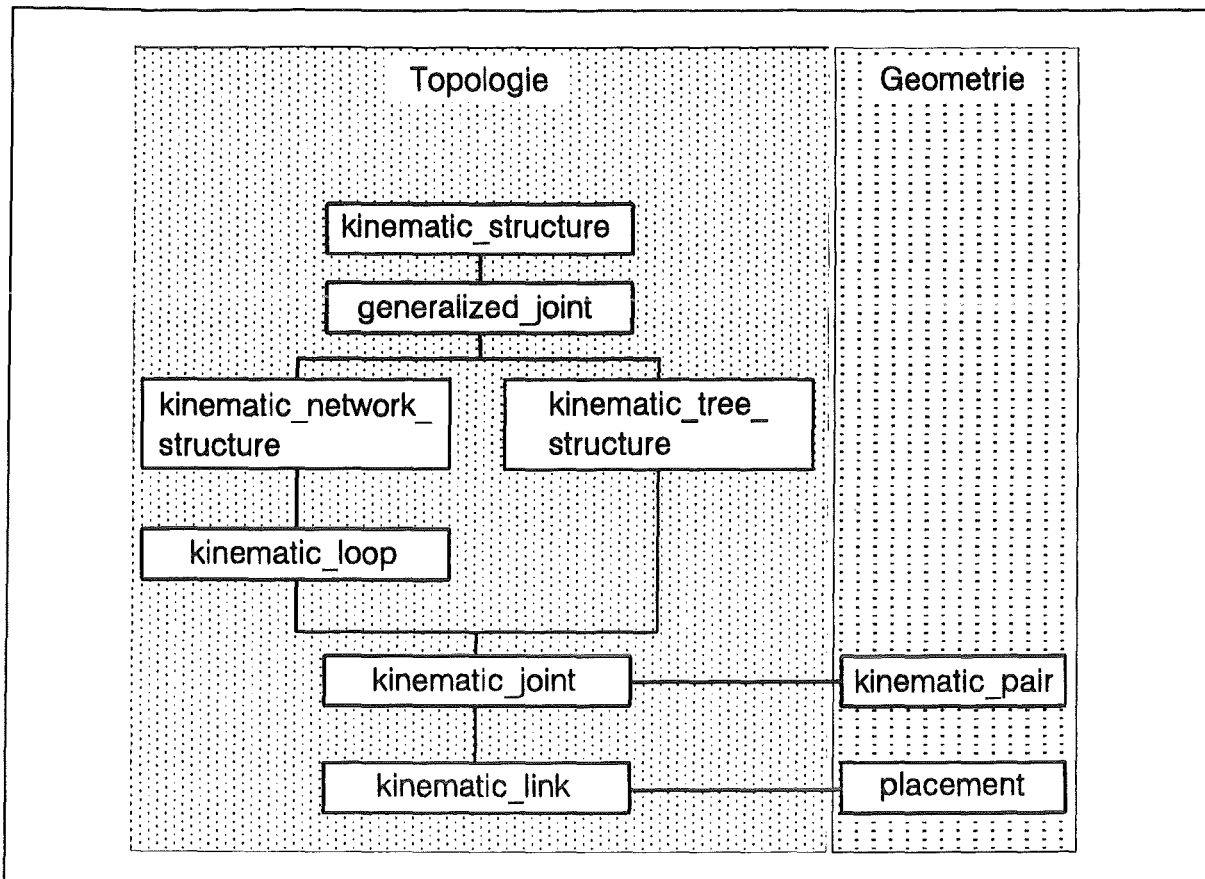 Topologie
Geometrie
kinematic_structure
generalized_joint
kinematic_network_
structure
kinematic_tree_
structure
kinematic_loop
kinematic_joint
kinematic_pair
kinematic_link
placement